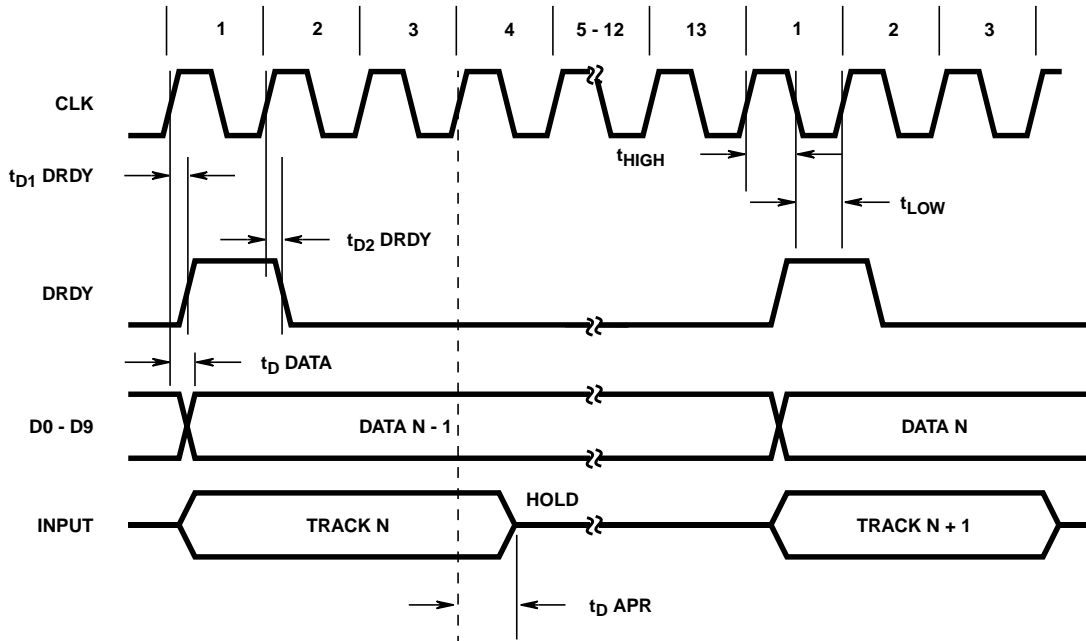 1 2 3 4 5 - 12 13 1 2 3
CLK
tHIGH
tD1 DRDY
tLOW
tD2 DRDY
DRDY
tD DATA
D0 - D9 DATA N - 1 DATA N
HOLD
INPUT TRACK N TRACK N + 1
tD APR